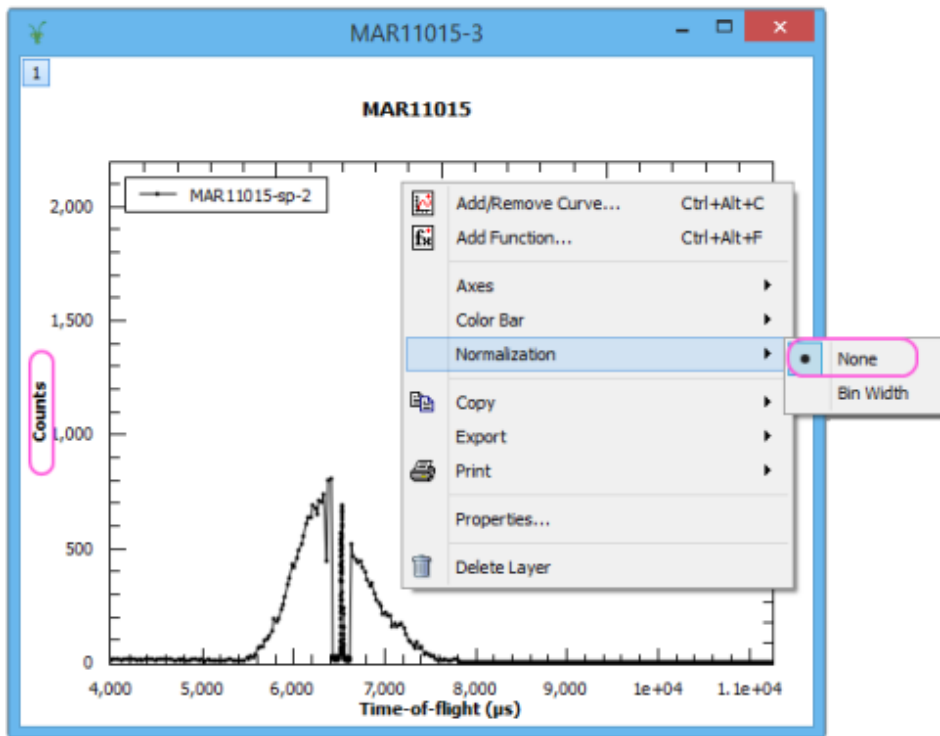 MAR11015-3
1
MAR11015
MAR11015-sp-2
2,000
1,500
1,000
500
0
Counts
4,000 5,000 6,000 7,000 8,000 9,000 1e+04 1.1e+04
Time-of-flight (µs)
Add/Remove Curve... Ctrl+Alt+C
Add Function... Ctrl+Alt+F
Axes
Color Bar
Normalization
None
Bin Width
Copy
Export
Print
Properties...
Delete Layer